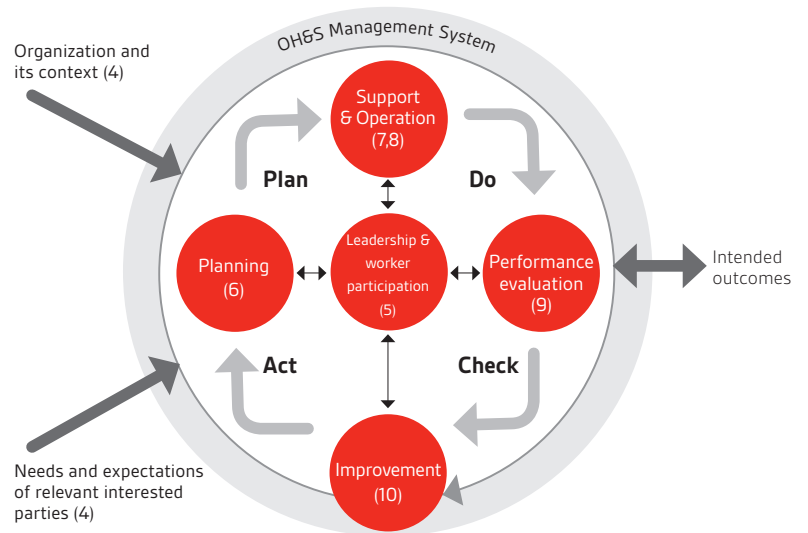 OH&S Management System
Organization and
its context (4)
Support
& Operation
(7,8)
Plan
Do
Planning
(6)
Leadership &
worker
participation
(5)
Performance
evaluation
(9)
Intended
outcomes
Act
Check
Improvement
(10)
Needs and expectations
of relevant interested
parties (4)